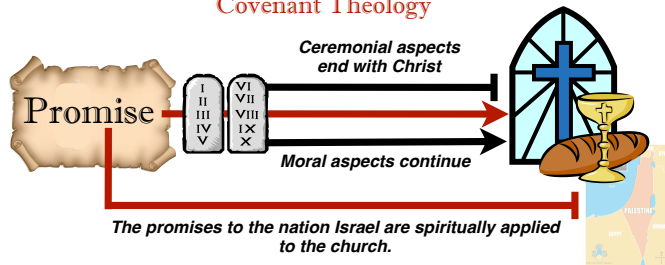 Covenant Theology
Ceremonial aspects
end with Christ
Promise
I
II
III
IV
V
VI
VII
VIII
IX
X
Moral aspects continue
The promises to the nation Israel are spiritually applied
to the church.
PALESTINE